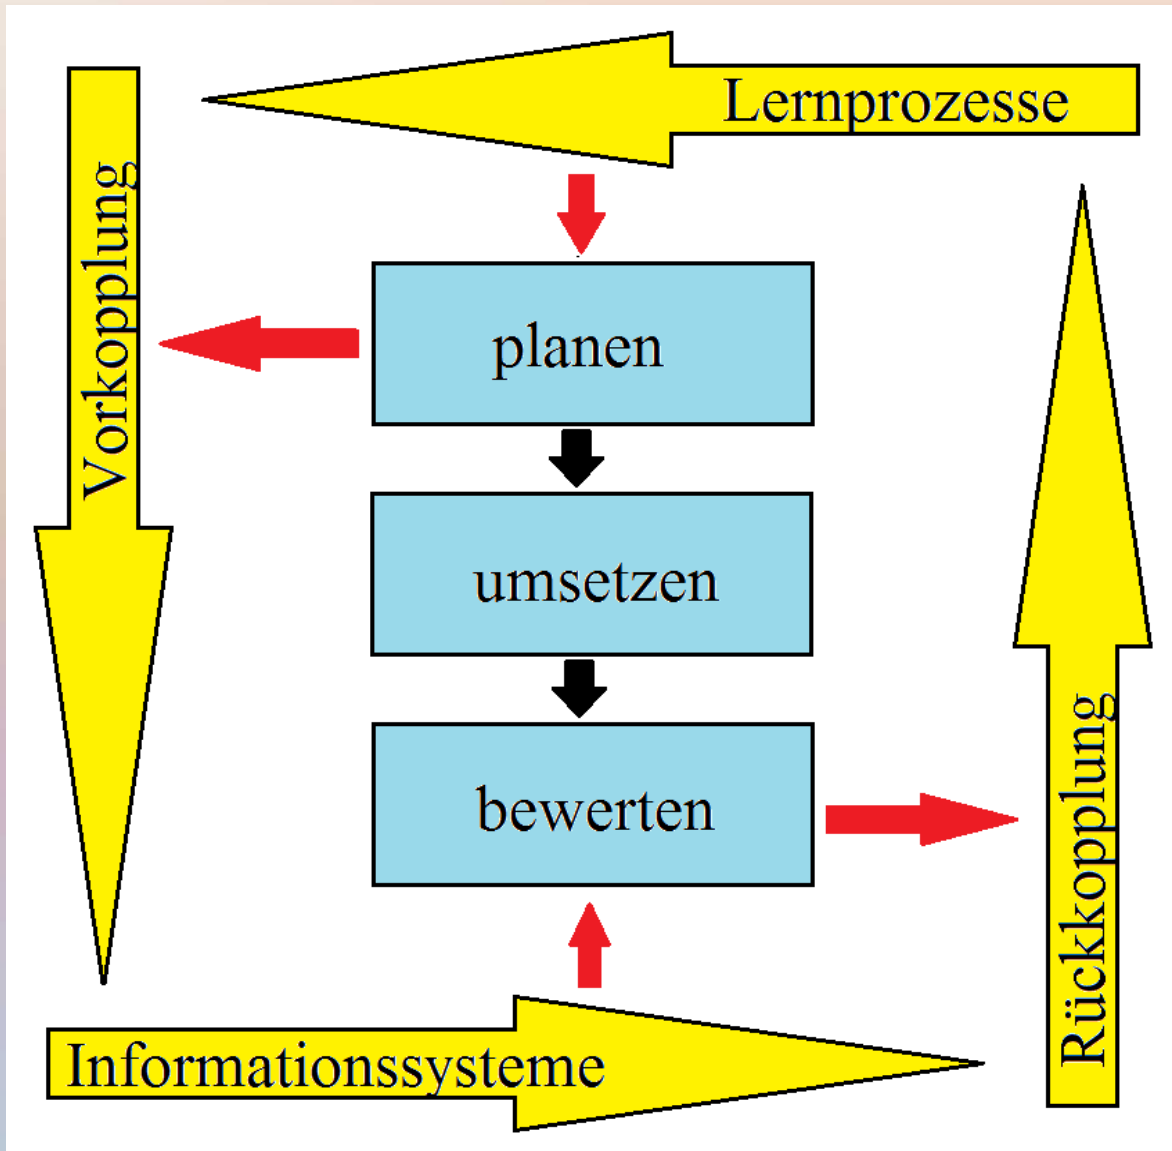 Lernprozesse
Vorkopplung
planen
umsetzen
bewerten
Rückkopplung
Informationssysteme